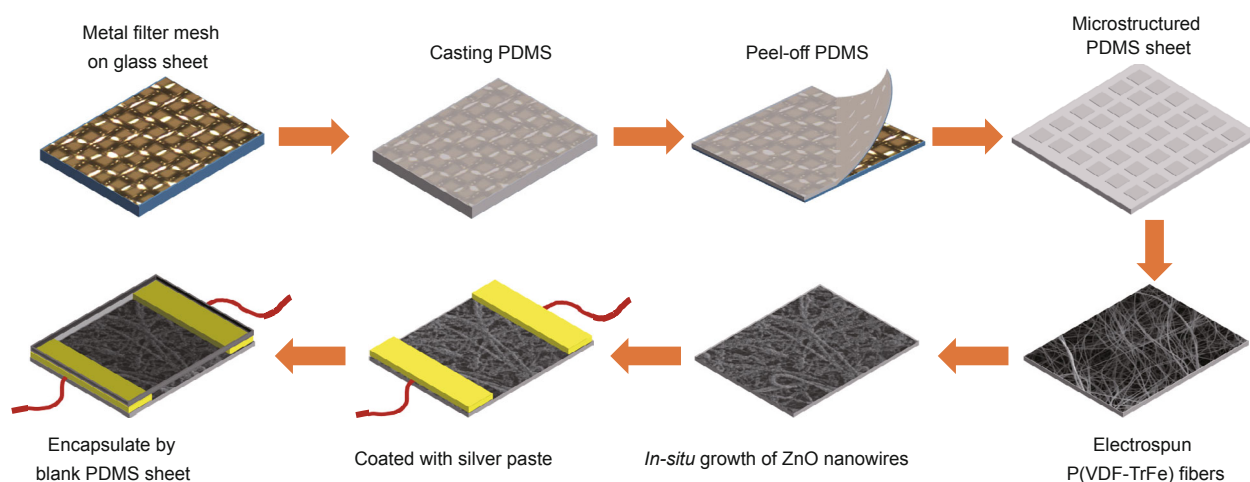 Metal filter mesh
on glass sheet
Casting PDMS
Peel-off PDMS
Microstructured
PDMS sheet
Encapsulate by
blank PDMS sheet
Coated with silver paste
In-situ growth of ZnO nanowires
Electrospun
P(VDF-TrFe) fibers